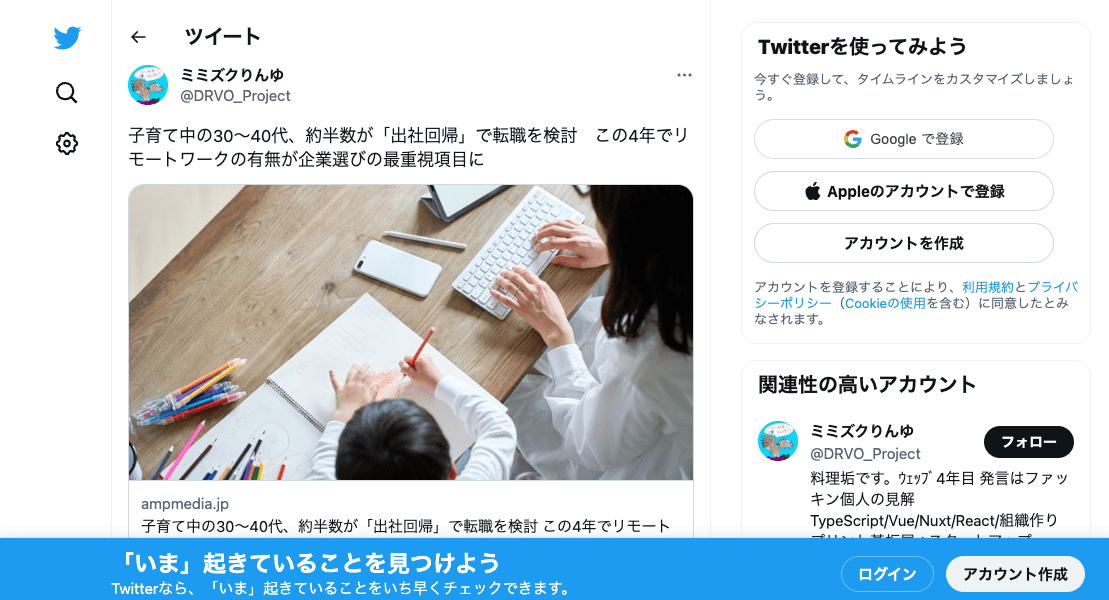 ツイート
ミミズクりんゆ
@DRVO_Project
子育て中の30〜40代、約半数が「出社回帰」で転職を検討　この4年でリ
モートワークの有無が企業選びの最重視項目に
ampmedia.jp
子育て中の30〜40代、約半数が「出社回帰」で転職を検討 この4年でリモート
Twitterを使ってみよう
今すぐ登録して、タイムラインをカスタマイズしましょ
う。
Google で登録
Appleのアカウントで登録
アカウントを作成
アカウントを登録することにより、利用規約とプライバ
シーポリシー（Cookieの使用を含む）に同意したとみ
なされます。
関連性の高いアカウント
ミミズクりんゆ
@DRVO_Project
フォロー
料理垢です。ｳｪｯﾌﾞ 4年目 発言はファッ
キン個人の見解
TypeScript/Vue/Nuxt/React/組織作り
「いま」起きていることを見つけよう
Twitterなら、「いま」起きていることをいち早くチェックできます。
ログイン
アカウント作成